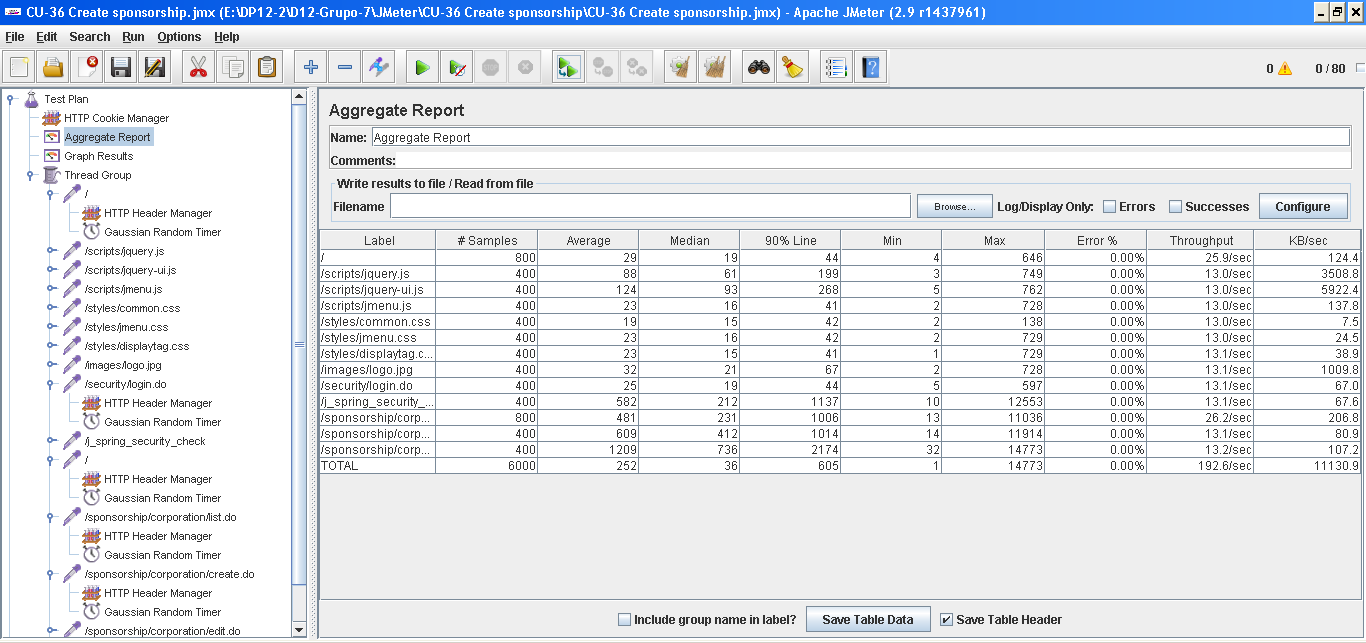 CU-36 Create sponsorship.jmx (E:\DP12-2\D12-Grupo-7\JMeter\CU-36 Create sponsorship\CU-36 Create sponsorship.jmx) - Apache JMeter (2.9 r1437961)
File Edit Search Run Options Help
0 0 / 80
Test Plan
HTTP Cookie Manager
Aggregate Report
Graph Results
Thread Group
/
HTTP Header Manager
Gaussian Random Timer
/scripts/jquery.js
/scripts/jquery-ui.js
/scripts/jmenu.js
/styles/common.css
/styles/jmenu.css
/styles/displaytag.css
/images/logo.jpg
/security/login.do
HTTP Header Manager
Gaussian Random Timer
/j_spring_security_check
/
HTTP Header Manager
Gaussian Random Timer
/sponsorship/corporation/list.do
HTTP Header Manager
Gaussian Random Timer
/sponsorship/corporation/create.do
HTTP Header Manager
Gaussian Random Timer
/sponsorship/corporation/edit.do
Aggregate Report
Name: Aggregate Report
Comments:
Write results to file / Read from file
Filename Browse... Log/Display Only: Errors Successes Configure
Label # Samples Average Median 90% Line Min Max Error % Throughput KB/sec
/ 800 29 19 44 4 646 0.00% 25.9/sec 124.4
/scripts/jquery.js 400 88 61 199 3 749 0.00% 13.0/sec 3508.8
/scripts/jquery-ui.js 400 124 93 268 5 762 0.00% 13.0/sec 5922.4
/scripts/jmenu.js 400 23 16 41 2 728 0.00% 13.0/sec 137.8
/styles/common.css 400 19 15 42 2 138 0.00% 13.0/sec 7.5
/styles/jmenu.css 400 23 16 42 2 729 0.00% 13.0/sec 24.5
/styles/displaytag.c... 400 23 15 41 1 729 0.00% 13.1/sec 38.9
/images/logo.jpg 400 32 21 67 2 728 0.00% 13.1/sec 1009.8
/security/login.do 400 25 19 44 5 597 0.00% 13.1/sec 67.0
/j_spring_security_... 400 582 212 1137 10 12553 0.00% 13.1/sec 67.6
/sponsorship/corp... 800 481 231 1006 13 11036 0.00% 26.2/sec 206.8
/sponsorship/corp... 400 609 412 1014 14 11914 0.00% 13.1/sec 80.9
/sponsorship/corp... 400 1209 736 2174 32 14773 0.00% 13.2/sec 107.2
TOTAL 6000 252 36 605 1 14773 0.00% 192.6/sec 11130.9
Include group name in label? Save Table Data Save Table Header